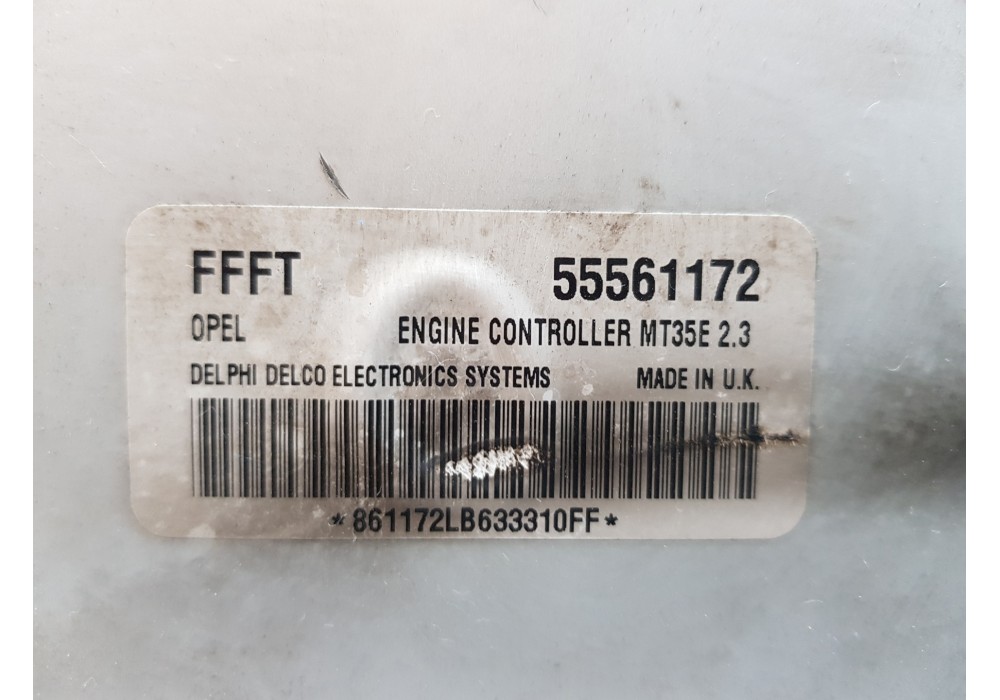 FFFT 55561172
OPEL ENGINE CONTROLLER MT35E 2.3
DELPHI DELCO ELECTRONICS SYSTEMS MADE IN U.K.
*861172LB633310FF*